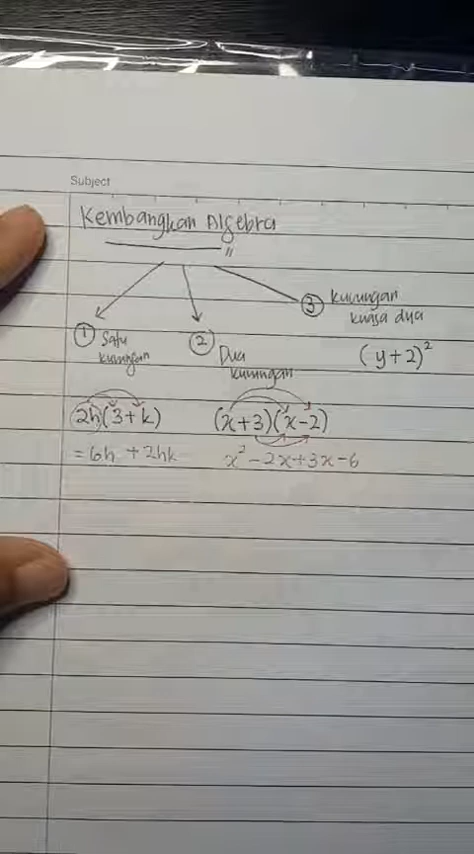 Subject
Kembangkan Algebra
③ kurungan
kuasa dua
① Satu
kurungan
② Dua
kurungan
(y+2)²
2h(3+k)
= 6h + 2hk
(x+3)(x-2)
x² - 2x + 3x - 6